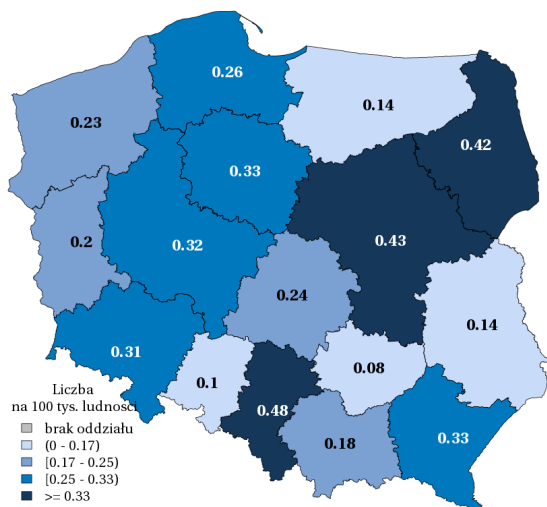 0.26
0.14
0.23
0.42
0.33
0.2
0.32
0.43
0.24
0.14
0.31
0.08
0.1
0.48
0.18
0.33
Liczba
na 100 tys. ludności
brak oddziału
(0 - 0.17)
[0.17 - 0.25)
[0.25 - 0.33)
>= 0.33